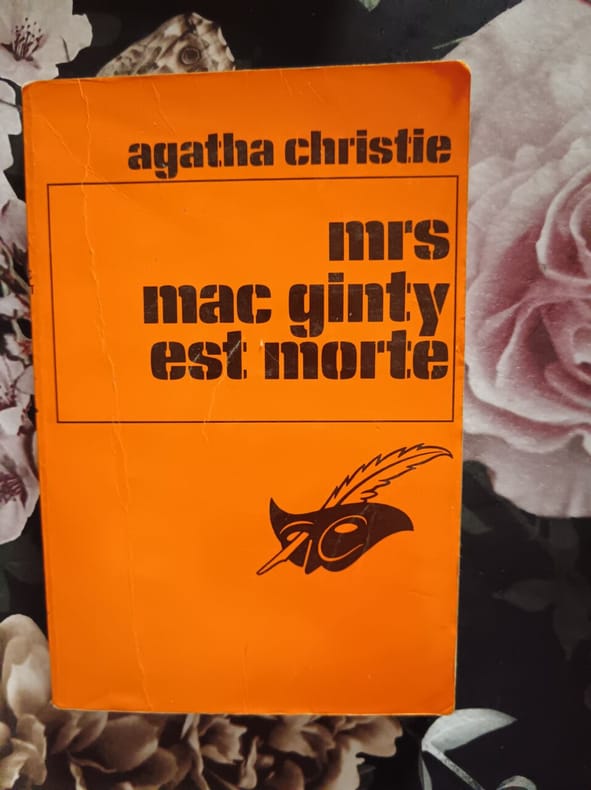 agatha christie
mrs
mac ginty
est morte